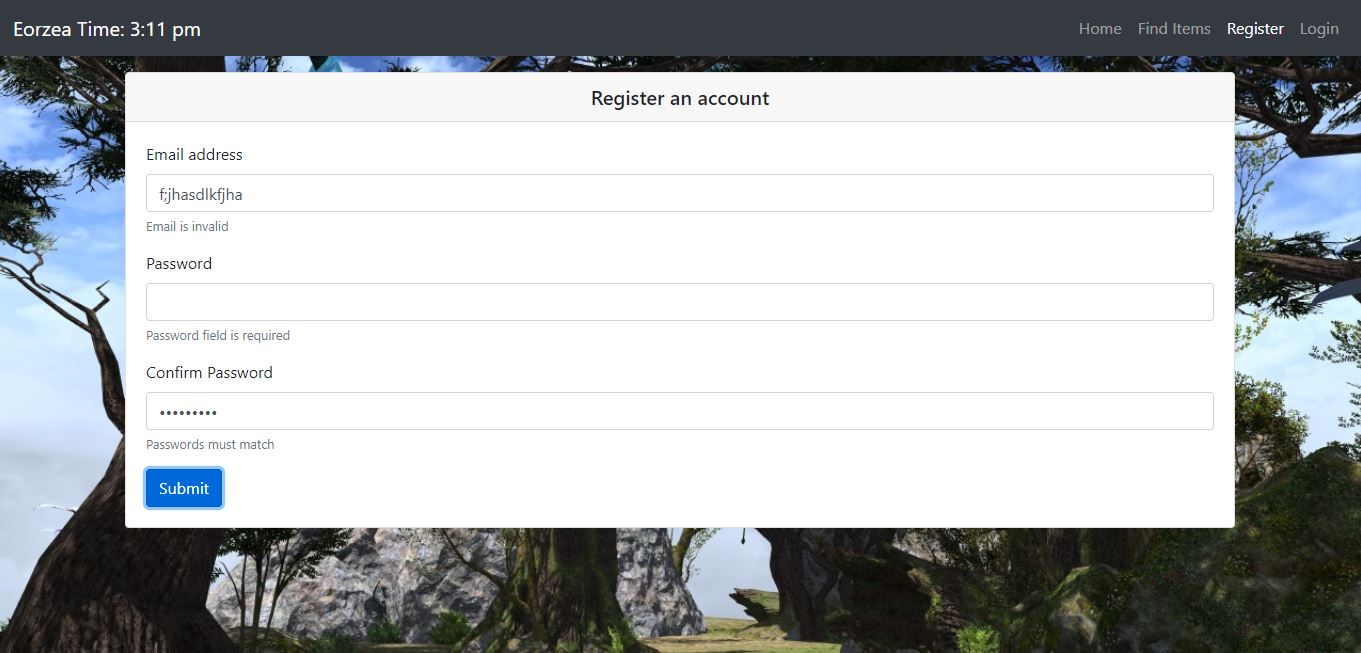 Eorzea Time: 3:11 pm
Home Find Items Register Login
Register an account
Email address
f;jhasdlkfjha
Email is invalid
Password
Password field is required
Confirm Password
•••••••••
Passwords must match
Submit